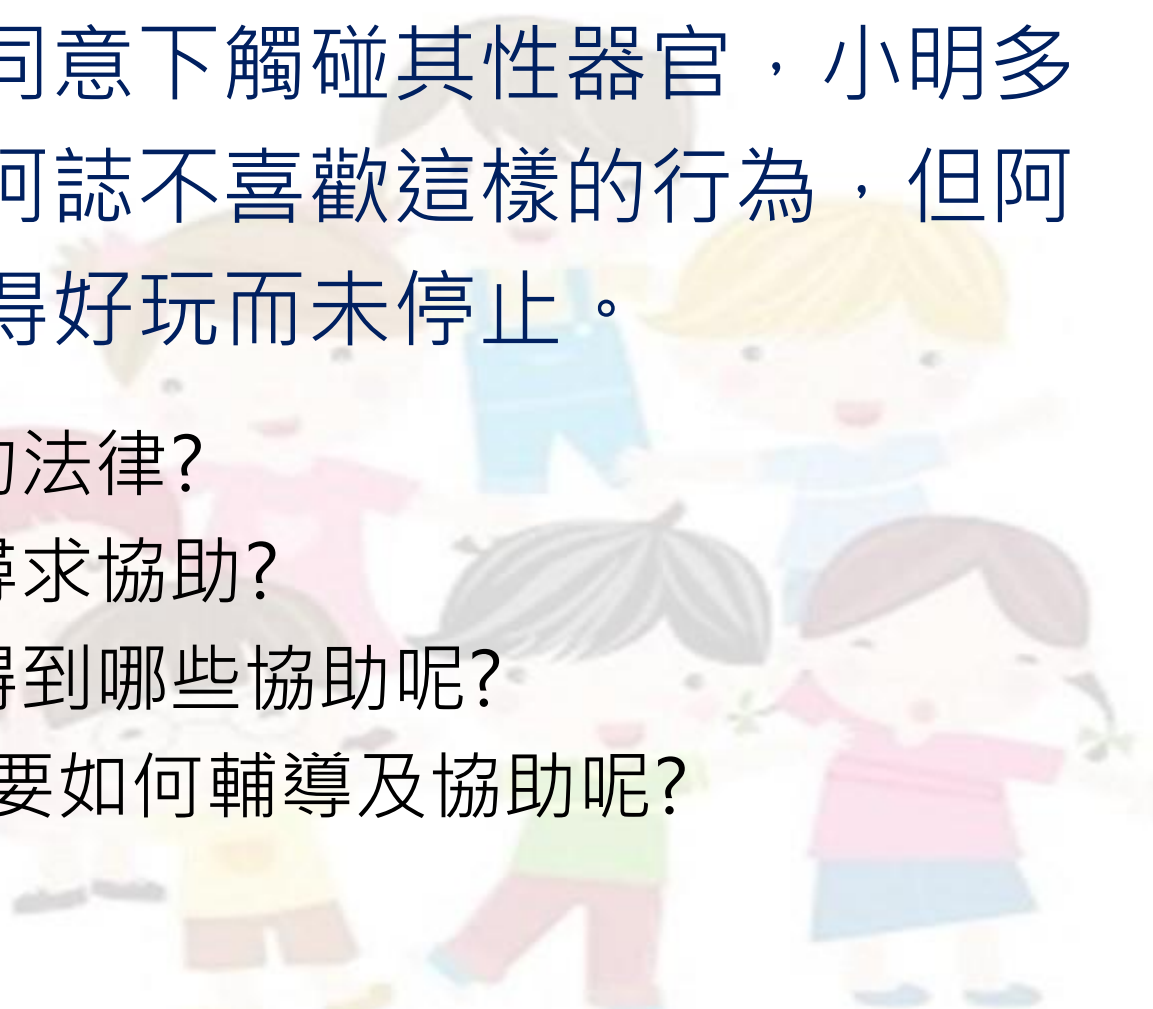 同意下觸碰其性器官，小明多
阿誌不喜歡這樣的行為，但阿
得好玩而未停止。
的法律?
尋求協助?
得到哪些協助呢?
要如何輔導及協助呢?